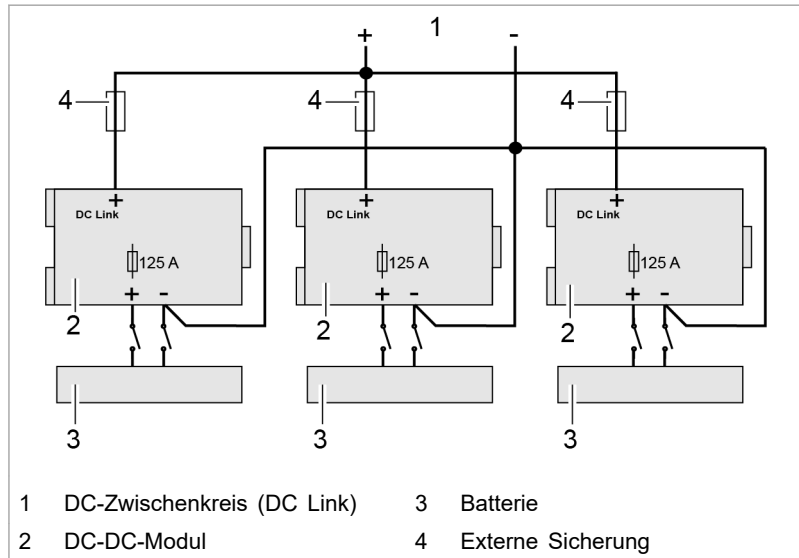 + 1 -
4 4 4
+ + +
DC Link DC Link DC Link
125 A 125 A 125 A
+ - + - + -
2 2 2
3 3 3
1 DC-Zwischenkreis (DC Link) 3 Batterie
2 DC-DC-Modul 4 Externe Sicherung